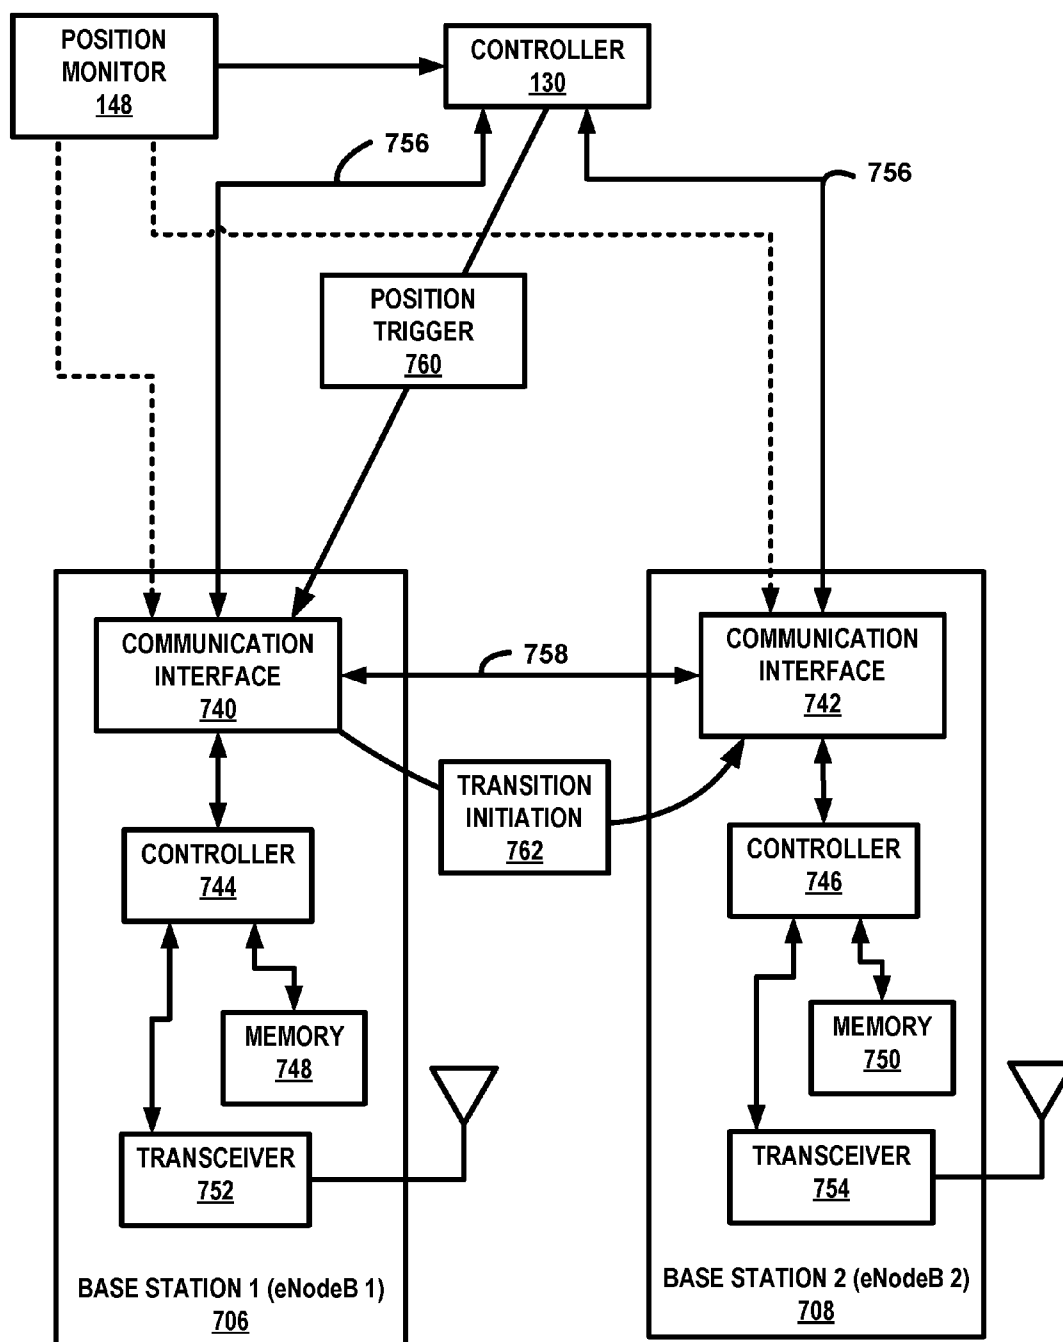 POSITION
MONITOR
148
CONTROLLER
130
756
756
POSITION
TRIGGER
760
COMMUNICATION
INTERFACE
740
758
COMMUNICATION
INTERFACE
742
TRANSITION
INITIATION
762
CONTROLLER
744
CONTROLLER
746
MEMORY
748
MEMORY
750
TRANSCEIVER
752
TRANSCEIVER
754
BASE STATION 1 (eNodeB 1)
706
BASE STATION 2 (eNodeB 2)
708